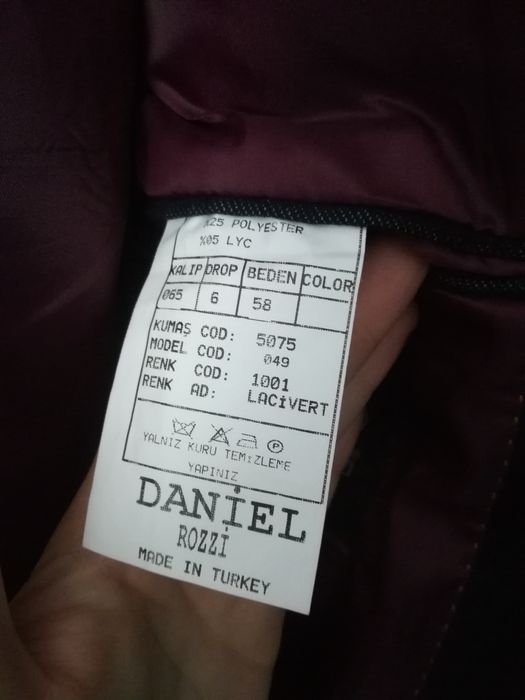 %25 POLYESTER
%05 LYC
KALIP DROP BEDEN COLOR
065 6 58
KUMAŞ COD: 5075
MODEL COD: 049
RENK COD: 1001
RENK AD: LACİVERT
P
YALNIZ KURU TEMİZLEME
YAPINIZ
DANİEL
ROZZİ
MADE IN TURKEY